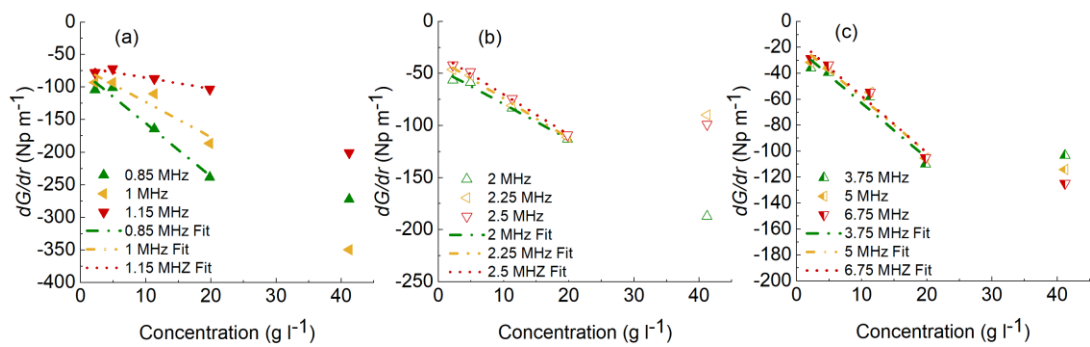 (a)
0
-50
-100
-150
-200
-250
-300
-350
-400
dG/dr (Np m⁻¹)
0.85 MHz
1 MHz
1.15 MHz
0.85 MHz Fit
1 MHz Fit
1.15 MHZ Fit
0 10 20 30 40 50
Concentration (g l⁻¹)
(b)
0
-50
-100
-150
-200
-250
dG/dr (Np m⁻¹)
2 MHz
2.25 MHz
2.5 MHz
2 MHz Fit
2.25 MHz Fit
2.5 MHZ Fit
0 10 20 30 40 50
Concentration (g l⁻¹)
(c)
0
-20
-40
-60
-80
-100
-120
-140
-160
-180
-200
dG/dr (Np m⁻¹)
3.75 MHz
5 MHz
6.75 MHz
3.75 MHz Fit
5 MHz Fit
6.75 MHZ Fit
0 10 20 30 40 50
Concentration (g l⁻¹)